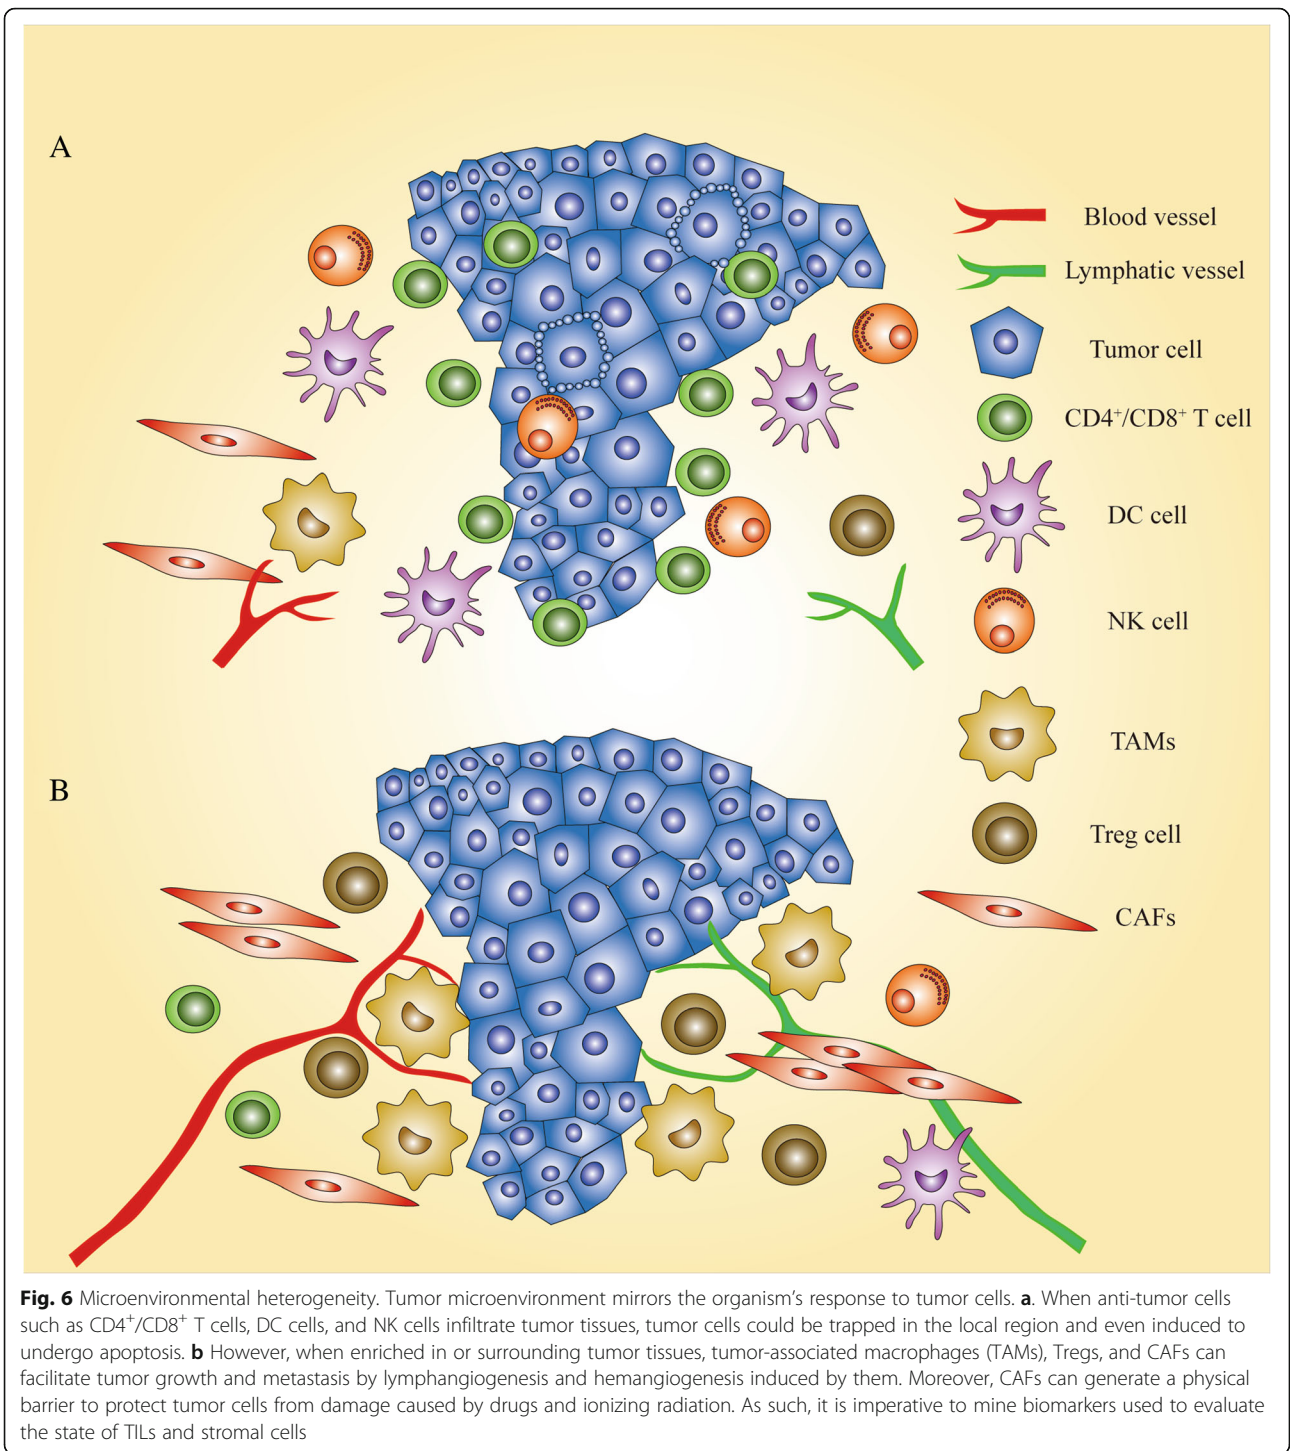 A
Blood vessel
Lymphatic vessel
Tumor cell
CD4⁺/CD8⁺ T cell
DC cell
NK cell
TAMs
B
Treg cell
CAFs
Fig. 6 Microenvironmental heterogeneity. Tumor microenvironment mirrors the organism’s response to tumor cells. a. When anti-tumor cells
such as CD4⁺/CD8⁺ T cells, DC cells, and NK cells infiltrate tumor tissues, tumor cells could be trapped in the local region and even induced to
undergo apoptosis. b However, when enriched in or surrounding tumor tissues, tumor-associated macrophages (TAMs), Tregs, and CAFs can
facilitate tumor growth and metastasis by lymphangiogenesis and hemangiogenesis induced by them. Moreover, CAFs can generate a physical
barrier to protect tumor cells from damage caused by drugs and ionizing radiation. As such, it is imperative to mine biomarkers used to evaluate
the state of TILs and stromal cells